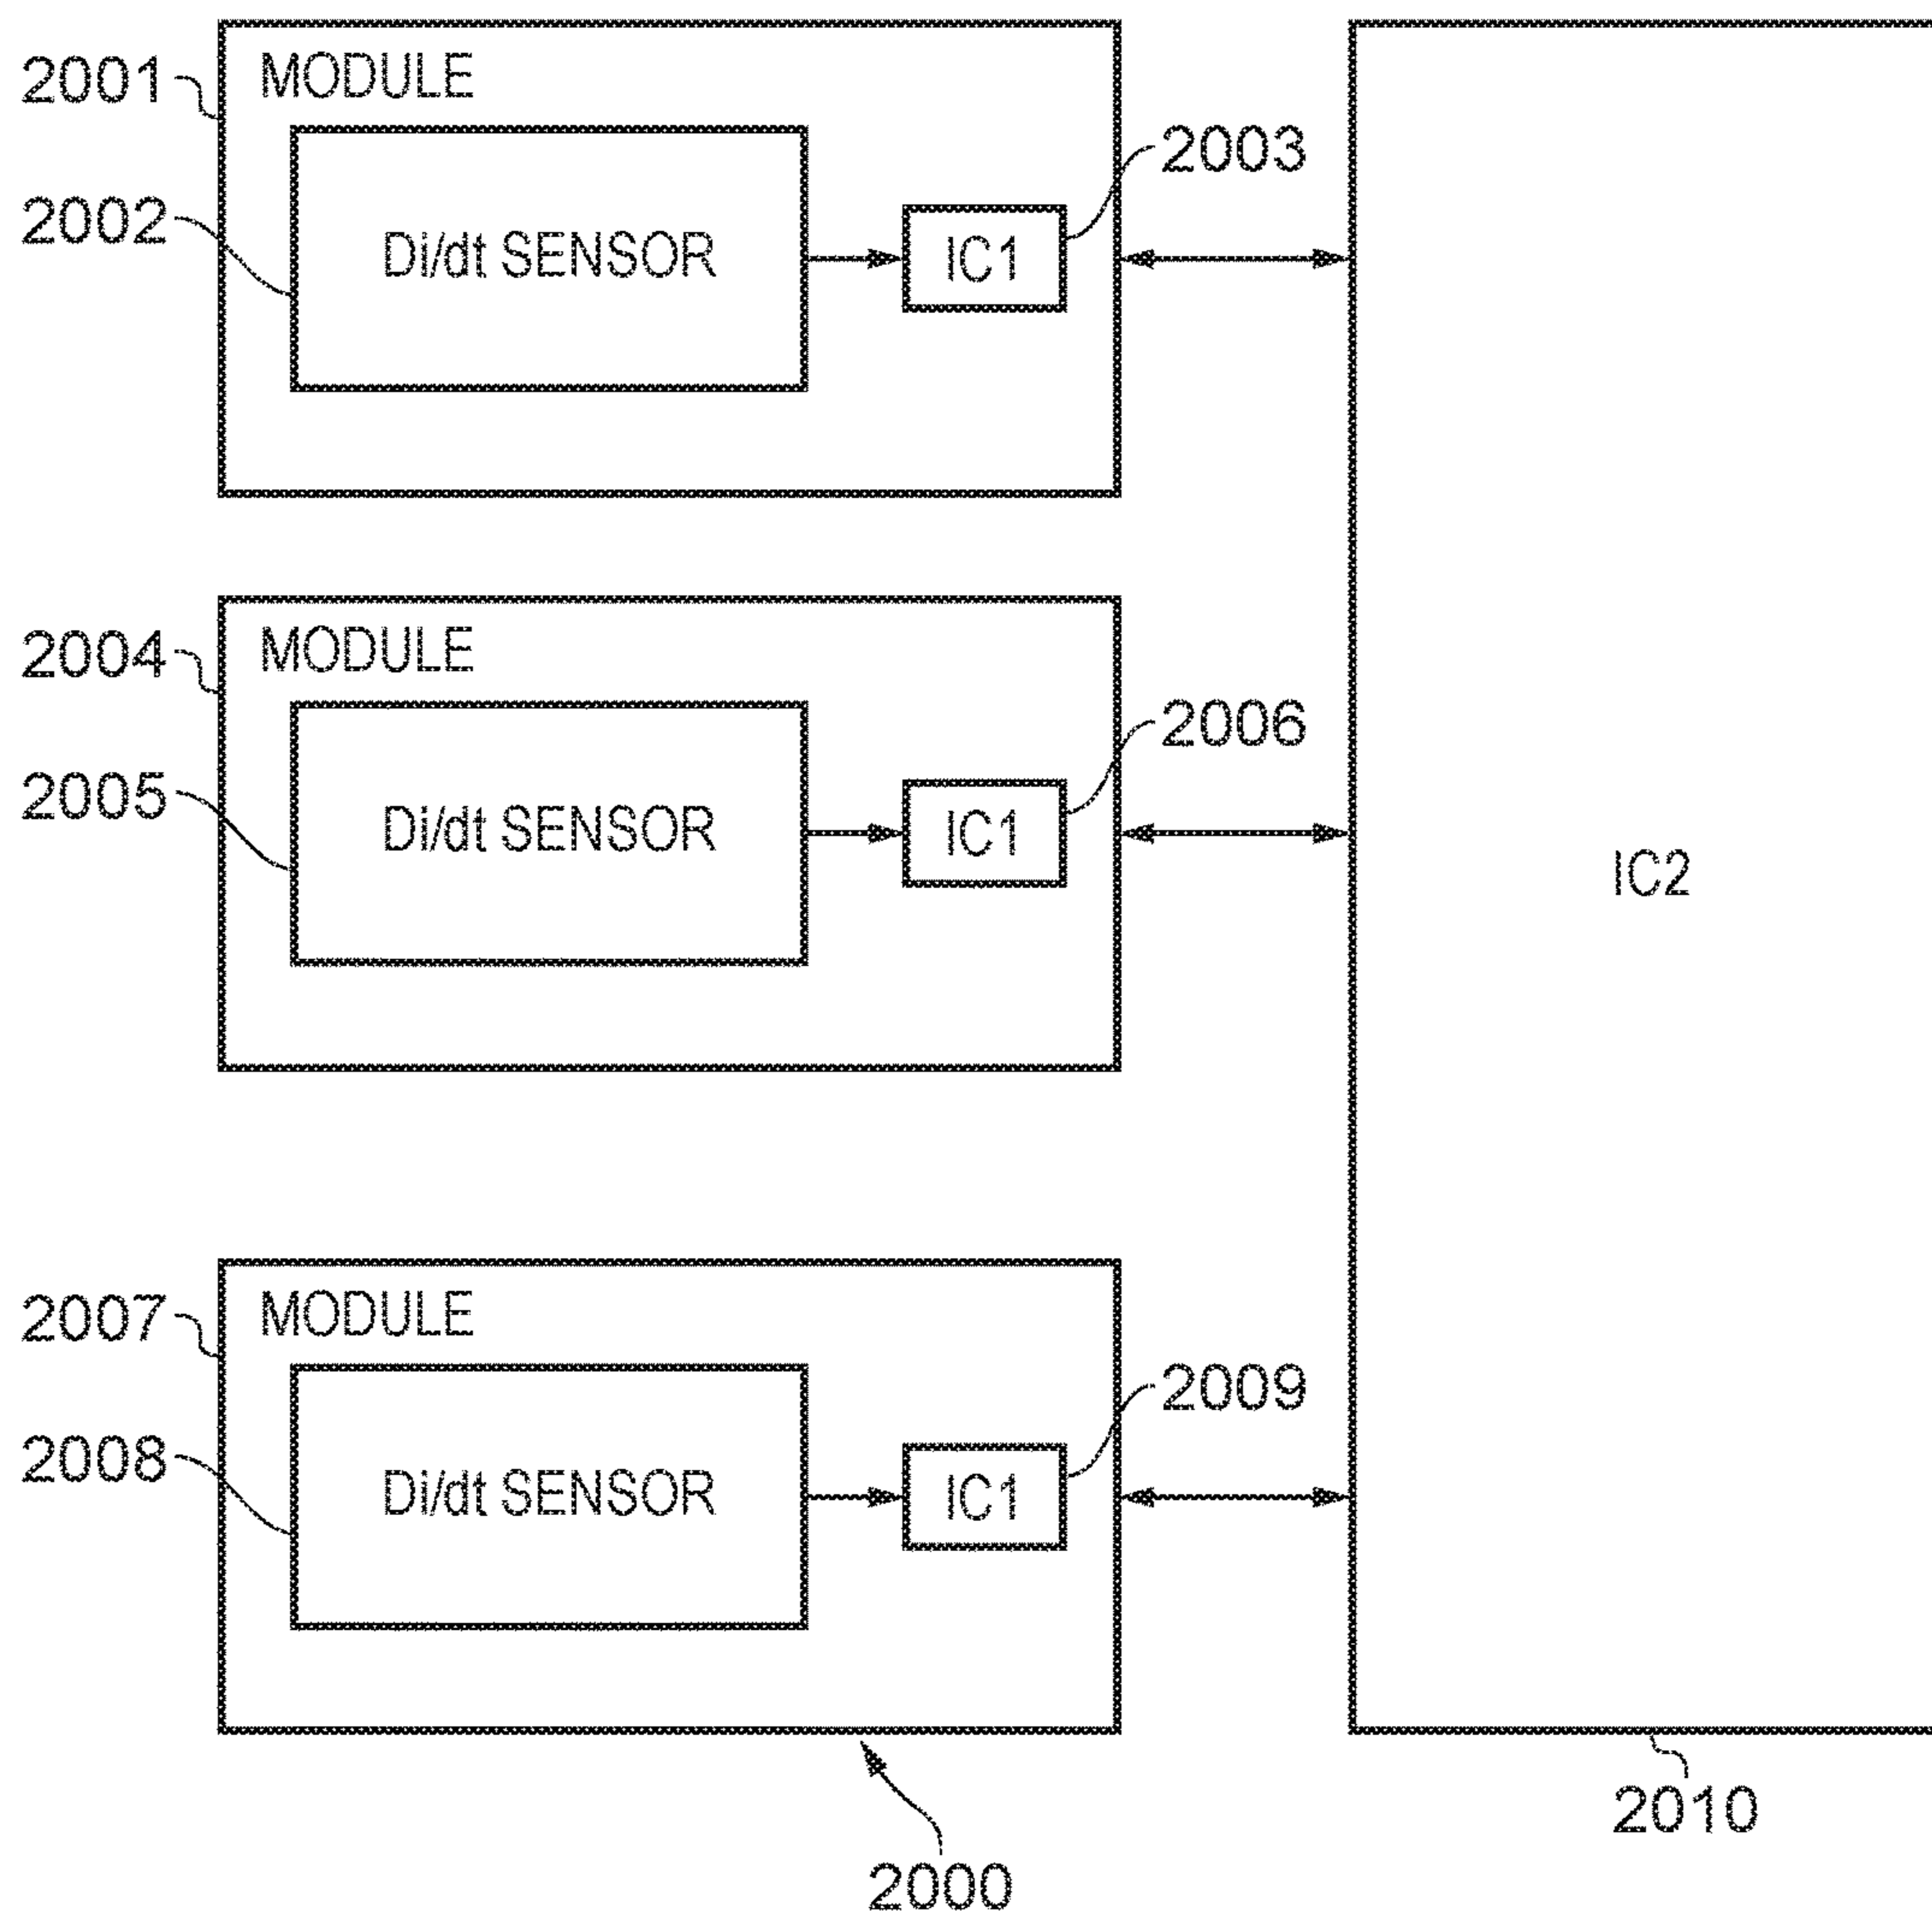 2001
MODULE
2002
Di/dt SENSOR
IC1
2003
2004
MODULE
2005
Di/dt SENSOR
IC1
2006
IC2
2007
MODULE
2008
Di/dt SENSOR
IC1
2009
2000
2010